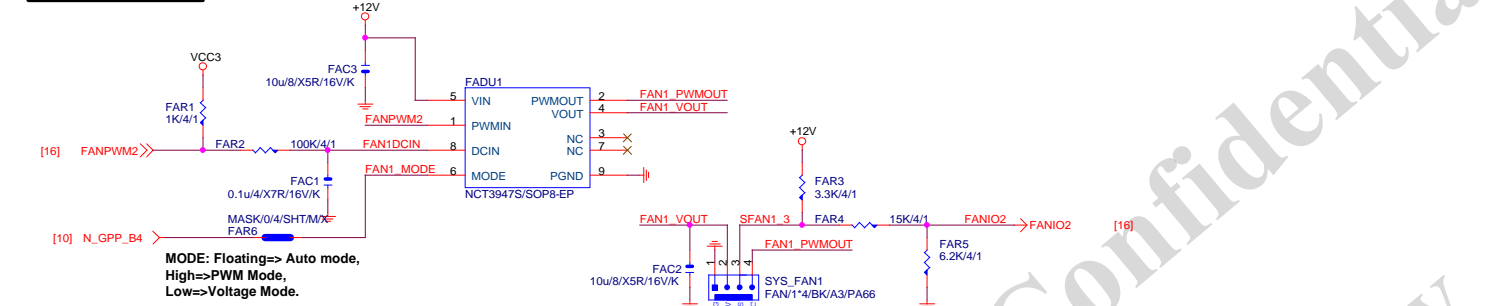 +12V
VCC3
FAC3
10u/8/X5R/16V/K
FADU1
FAR1
1K/4/1
5 VIN
PWMOUT 2 FAN1_PWMOUT
VOUT 4 FAN1_VOUT
FANPWM2 1 PWMIN
NC 3
+12V
[16] FANPWM2 FAR2 100K/4/1 FAN1DCIN 8 DCIN
NC 7
FAN1_MODE 6 MODE
PGND 9
FAC1
0.1u/4/X7R/16V/K
NCT3947S/SOP8-EP
FAR3
3.3K/4/1
MASK/0/4/SHT/M/X
FAR6
[10] N_GPP_B4
FAN1_VOUT SFAN1_3 FAR4 15K/4/1 FANIO2 FANIO2 [16]
FAN1_PWMOUT
FAR5
6.2K/4/1
MODE: Floating=> Auto mode,
High=>PWM Mode,
Low=>Voltage Mode.
FAC2
10u/8/X5R/16V/K
1 2 3 4
SYS_FAN1
FAN/1*4/BK/A3/PA66
Confidential